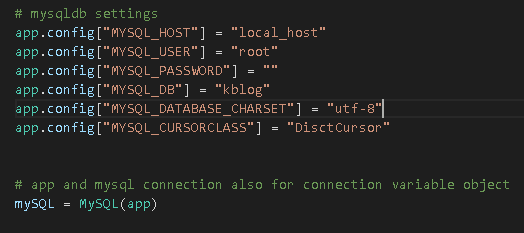 # mysqldb settings
app.config["MYSQL_HOST"] = "local_host"
app.config["MYSQL_USER"] = "root"
app.config["MYSQL_PASSWORD"] = ""
app.config["MYSQL_DB"] = "kblog"
app.config["MYSQL_DATABASE_CHARSET"] = "utf-8"
app.config["MYSQL_CURSORCLASS"] = "DisctCursor"
# app and mysql connection also for connection variable object
mySQL = MySQL(app)